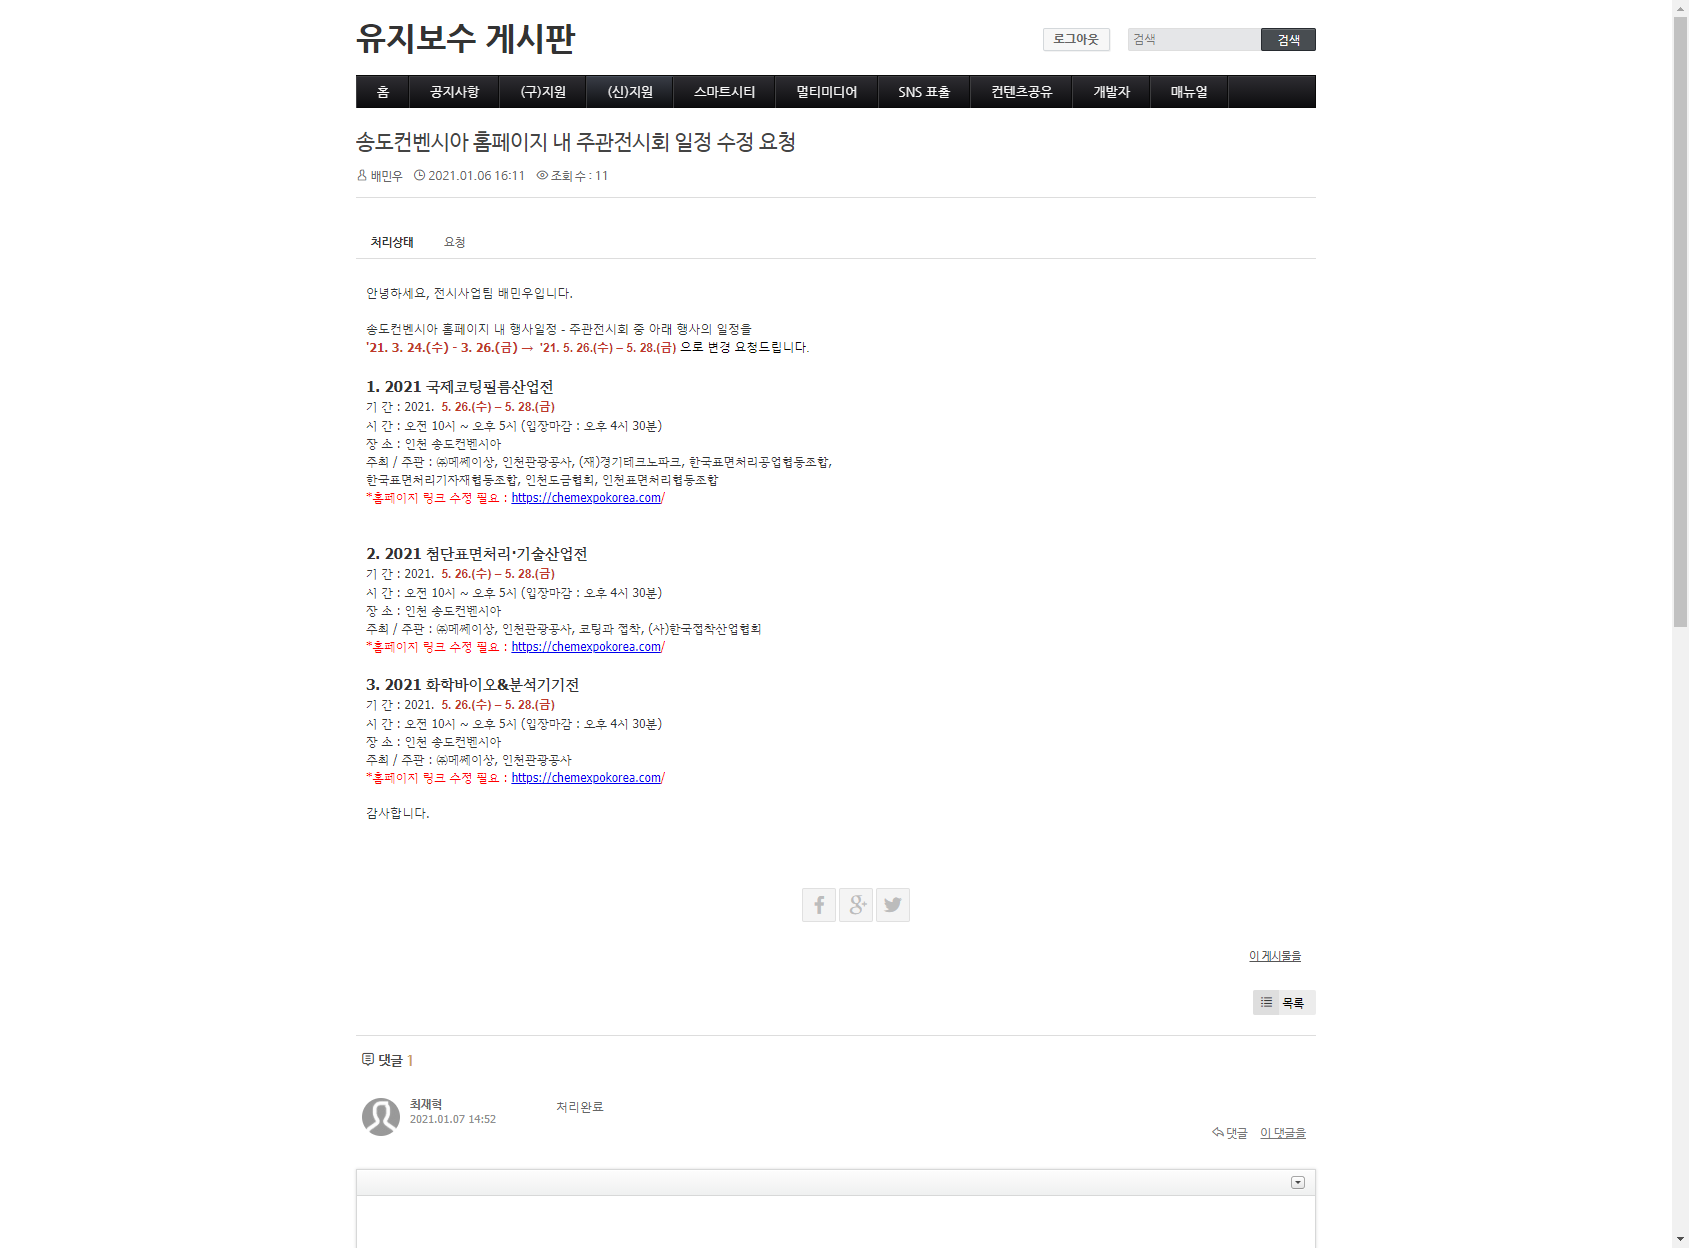 유지보수 게시판
로그아웃 검색 검색
홈 공지사항 (구)지원 (신)지원 스마트시티 멀티미디어 SNS 표출 컨텐츠공유 개발자 매뉴얼
송도컨벤시아 홈페이지 내 주관전시회 일정 수정 요청
배민우 2021.01.06 16:11 조회 수 : 11
처리상태 요청
안녕하세요, 전시사업팀 배민우입니다.
송도컨벤시아 홈페이지 내 행사일정 - 주관전시회 중 아래 행사의 일정을
'21. 3. 24.(수) - 3. 26.(금) → '21. 5. 26.(수) – 5. 28.(금) 으로 변경 요청드립니다.
1. 2021 국제코팅필름산업전
기 간 : 2021. 5. 26.(수) – 5. 28.(금)
시 간 : 오전 10시 ~ 오후 5시 (입장마감 : 오후 4시 30분)
장 소 : 인천 송도컨벤시아
주최 / 주관 : ㈜메쎄이상, 인천관광공사, (재)경기테크노파크, 한국표면처리공업협동조합,
한국표면처리기자재협동조합, 인천도금협회, 인천표면처리협동조합
*홈페이지 링크 수정 필요 : https://chemexpokorea.com/
2. 2021 첨단표면처리·기술산업전
기 간 : 2021. 5. 26.(수) – 5. 28.(금)
시 간 : 오전 10시 ~ 오후 5시 (입장마감 : 오후 4시 30분)
장 소 : 인천 송도컨벤시아
주최 / 주관 : ㈜메쎄이상, 인천관광공사, 코팅과 접착, (사)한국접착산업협회
*홈페이지 링크 수정 필요 : https://chemexpokorea.com/
3. 2021 화학바이오&분석기기전
기 간 : 2021. 5. 26.(수) – 5. 28.(금)
시 간 : 오전 10시 ~ 오후 5시 (입장마감 : 오후 4시 30분)
장 소 : 인천 송도컨벤시아
주최 / 주관 : ㈜메쎄이상, 인천관광공사
*홈페이지 링크 수정 필요 : https://chemexpokorea.com/
감사합니다.
이 게시물을
목록
댓글 1
최재혁 처리완료
2021.01.07 14:52
댓글 이 댓글을